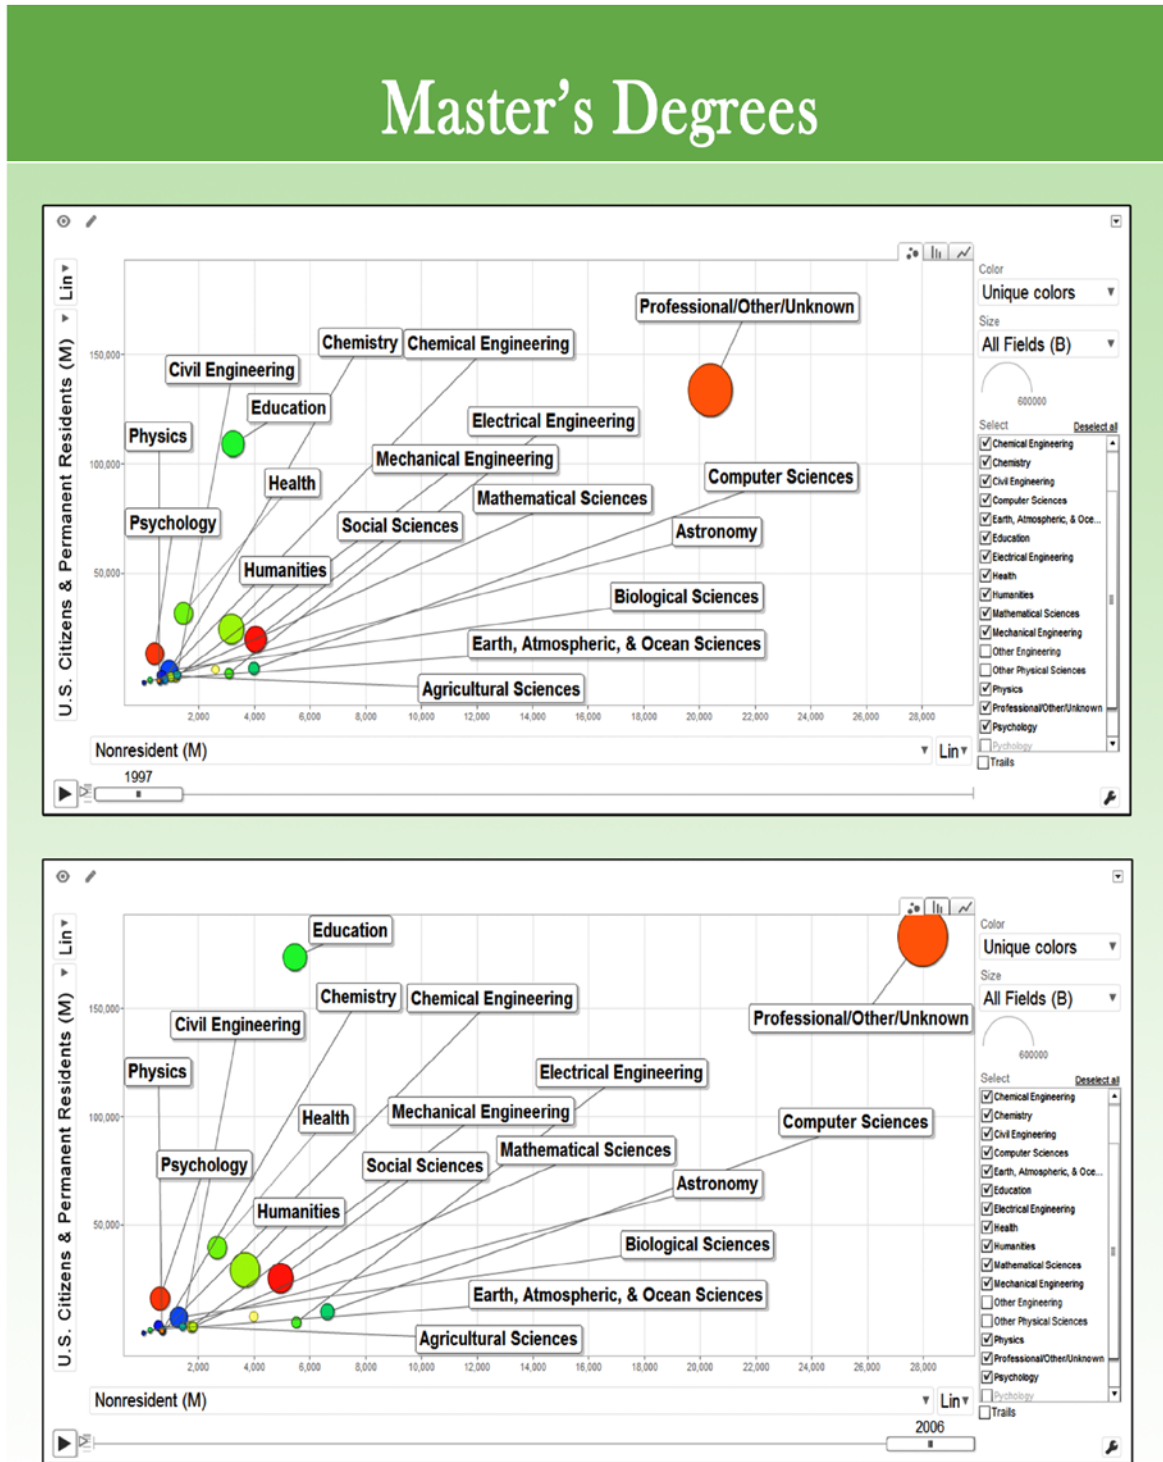 Master's Degrees
Lin
U.S. Citizens & Permanent Residents (M)
150,000
100,000
50,000
Professional/Other/Unknown
Chemistry
Chemical Engineering
Civil Engineering
Education
Electrical Engineering
Physics
Mechanical Engineering
Computer Sciences
Health
Mathematical Sciences
Psychology
Social Sciences
Astronomy
Humanities
Biological Sciences
Earth, Atmospheric, & Ocean Sciences
Agricultural Sciences
2,000 4,000 6,000 8,000 10,000 12,000 14,000 16,000 18,000 20,000 22,000 24,000 26,000 28,000
Nonresident (M)
Lin
1997
Color
Unique colors
Size
All Fields (B)
600000
Select Deselect all
Chemical Engineering
Chemistry
Civil Engineering
Computer Sciences
Earth, Atmospheric, & Oce...
Education
Electrical Engineering
Health
Humanities
Mathematical Sciences
Mechanical Engineering
Other Engineering
Other Physical Sciences
Physics
Professional/Other/Unknown
Psychology
Pychology
Trails
Lin
U.S. Citizens & Permanent Residents (M)
150,000
100,000
50,000
Education
Chemistry
Chemical Engineering
Professional/Other/Unknown
Civil Engineering
Physics
Electrical Engineering
Mechanical Engineering
Health
Computer Sciences
Mathematical Sciences
Psychology
Social Sciences
Astronomy
Humanities
Biological Sciences
Earth, Atmospheric, & Ocean Sciences
Agricultural Sciences
2,000 4,000 6,000 8,000 10,000 12,000 14,000 16,000 18,000 20,000 22,000 24,000 26,000 28,000
Nonresident (M)
Lin
2006
Color
Unique colors
Size
All Fields (B)
600000
Select Deselect all
Chemical Engineering
Chemistry
Civil Engineering
Computer Sciences
Earth, Atmospheric, & Oce...
Education
Electrical Engineering
Health
Humanities
Mathematical Sciences
Mechanical Engineering
Other Engineering
Other Physical Sciences
Physics
Professional/Other/Unknown
Psychology
Pychology
Trails